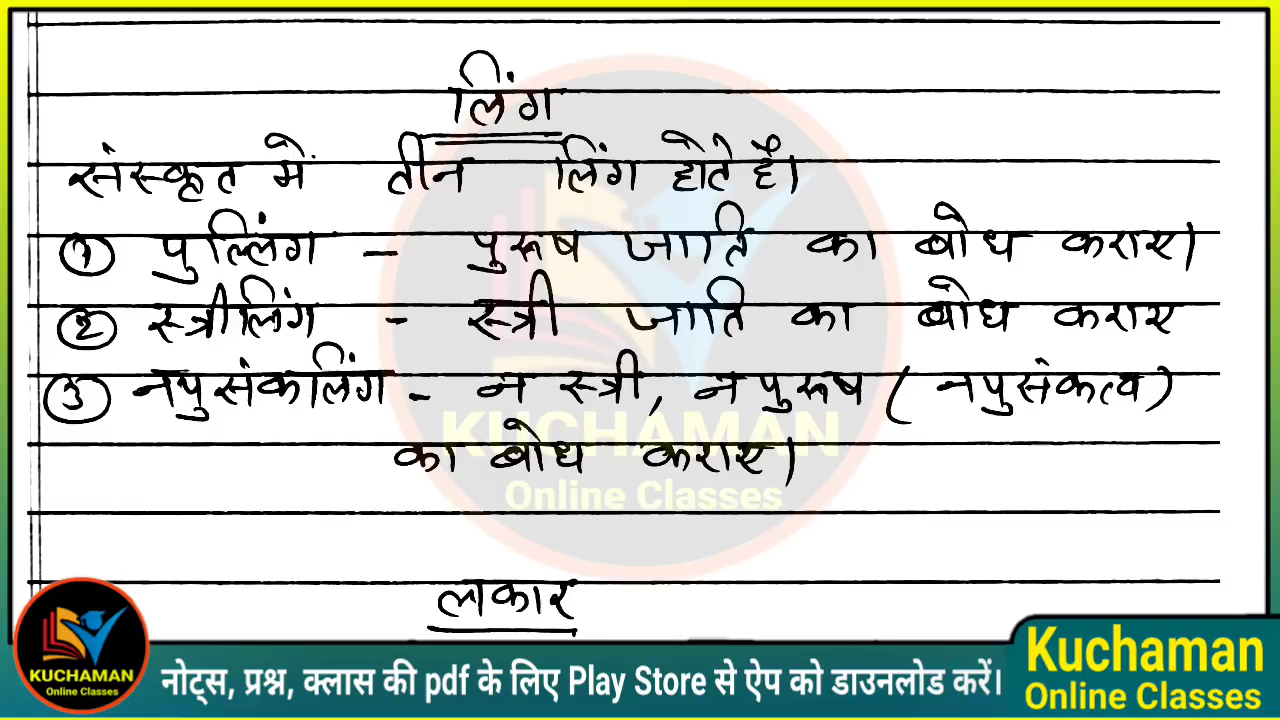 लिंग
संस्कृत में तीन लिंग होते है।
① पुल्लिंग – पुरूष जाति का बोध कराए।
② स्त्रीलिंग - स्त्री जाति का बोध कराए
③ नपुसंकलिंग - न स्त्री, न पुरूष ( नपुसंकत्व)
का बोध कराए।
KUCHAMAN
Online Classes
लकार
KUCHAMAN
Online Classes
नोट्स, प्रश्न, क्लास की pdf के लिए Play Store से ऐप को डाउनलोड करें।
Kuchaman
Online Classes